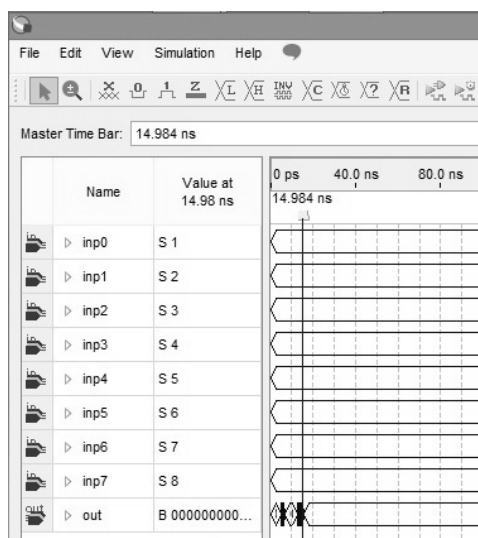 File Edit View Simulation Help
Master Time Bar: 14.984 ns
Name Value at 14.98 ns
0 ps 40.0 ns 80.0 ns
14.984 ns
inp0 S 1
inp1 S 2
inp2 S 3
inp3 S 4
inp4 S 5
inp5 S 6
inp6 S 7
inp7 S 8
out B 000000000...